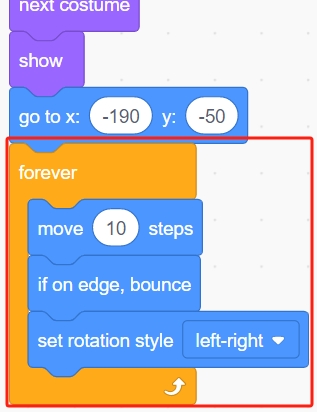 next costume
show
go to x: -190 y: -50
forever
move 10 steps
if on edge, bounce
set rotation style left-right